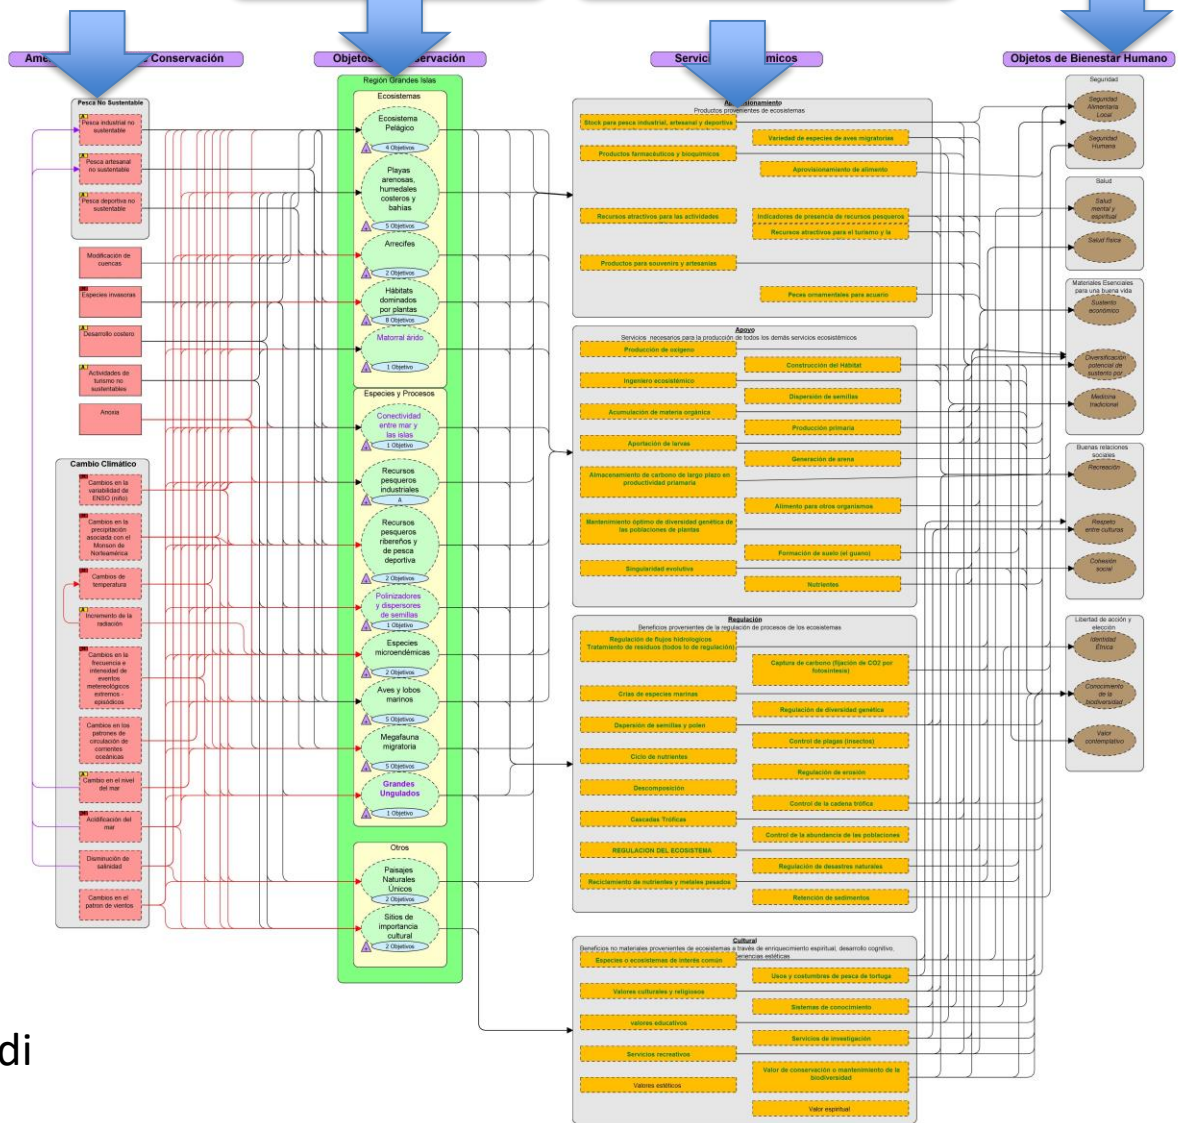 Conservación
Objetos
ervación
Servic
micos
Objetos de Bienestar Humano
Pesca No Sustentable
Pesca industrial no
sustentable
Pesca artesanal
no sustentable
Pesca deportiva no
sustentable
Modificación de
cuencas
Especies invasoras
Desarrollo costero
Actividades de
turismo no
sustentables
Anoxia
Cambio Climático
Cambios en la
variabilidad de
ENSO (niño)
Cambios en la
precipitación
asociada con el
Monson de
Norteamérica
Cambios de
temperatura
Incremento de la
radiación
Cambios en la
frecuencia e
intensidad de
eventos
metereológicos
extremos -
episódicos
Cambios en los
patrones de
circulación de
corrientes
oceánicas
Cambio en el nivel
del mar
Acidificación del
mar
Disminución de
salinidad
Cambios en el
patron de vientos
Región Grandes Islas
Ecosistemas
Ecosistema
Pelágico
4 Objetivos
Playas
arenosas,
humedales
costeros y
bahías
5 Objetivos
Arrecifes
2 Objetivos
Hábitats
dominados
por plantas
8 Objetivos
Matorral árido
1 Objetivo
Especies y Procesos
Conectividad
entre mar y
las islas
1 Objetivo
Recursos
pesqueros
industriales
A
Recursos
pesqueros
ribereños y
de pesca
deportiva
2 Objetivos
Polinizadores
y dispersores
de semillas
1 Objetivo
Especies
microendémicas
2 Objetivos
Aves y lobos
marinos
5 Objetivos
Megafauna
migratoria
5 Objetivos
Grandes
Ungulados
1 Objetivo
Otros
Paisajes
Naturales
Únicos
2 Objetivos
Sitios de
importancia
cultural
2 Objetivos
Productos provenientes de ecosistemas
Stock para pesca industrial, artesanal y deportiva
Variedad de especies de aves migratorias
Productos farmacéuticos y bioquímicos
Aprovisionamiento de alimento
Recursos atractivos para las actividades
Indicadores de presencia de recursos pesqueros
Recursos atractivos para el turismo y la
Productos para souvenirs y artesanías
Peces ornamentales para acuario
Apoyo
Servicios necesarios para la producción de todos los demás servicios ecosistémicos
Producción de oxígeno
Construcción del Hábitat
Ingeniero ecosistémico
Dispersión de semillas
Acumulación de materia orgánica
Producción primaria
Aportación de larvas
Generación de arena
Almacenamiento de carbono de largo plazo en
productividad priamaria
Alimento para otros organismos
Mantenimiento óptimo de diversidad genética de
las poblaciones de plantas
Formación de suelo (el guano)
Singularidad evolutiva
Nutrientes
Regulación
Beneficios provenientes de la regulación de procesos de los ecosistemas
Regulación de flujos hidrologicos
Tratamiento de residuos (todos lo de regulación)
Captura de carbono (fijación de CO2 por
fotosíntesis)
Crias de especies marinas
Regulación de diversidad genética
Dispersión de semillas y polen
Control de plagas (insectos)
Ciclo de nutrientes
Regulación de erosión
Descomposición
Control de la cadena trófica
Cascadas Tróficas
Control de la abundancia de las poblaciones
REGULACION DEL ECOSISTEMA
Regulación de desastres naturales
Reciclamiento de nutrientes y metales pesados
Retención de sedimentos
Cultural
Beneficios no materiales provenientes de ecosistemas a través de enriquecimiento espiritual, desarrollo cognitivo,
estéticas
Especies o ecosistemas de interés común
Usos y costumbres de pesca de tortuga
Valores culturales y religiosos
Sistemas de conocimiento
valores educativos
Servicios de investigación
Servicios recreativos
Valor de conservación o mantenimiento de la
biodiversidad
Valores estéticos
Valor espiritual
Seguridad
Seguridad
Alimentaria
Local
Seguridad
Humana
Salud
Salud
mental y
espiritual
Salud física
Materiales Esenciales
para una buena vida
Sustento
económico
Diversificación
potencial de
sustento por
Medicina
tradicional
Buenas relaciones
sociales
Recreación
Respeto
entre culturas
Cohesión
social
Libertad de acción y
elección
Identidad
Étnica
Conocimiento
de la
biodiversidad
Valor
contemplativo
di